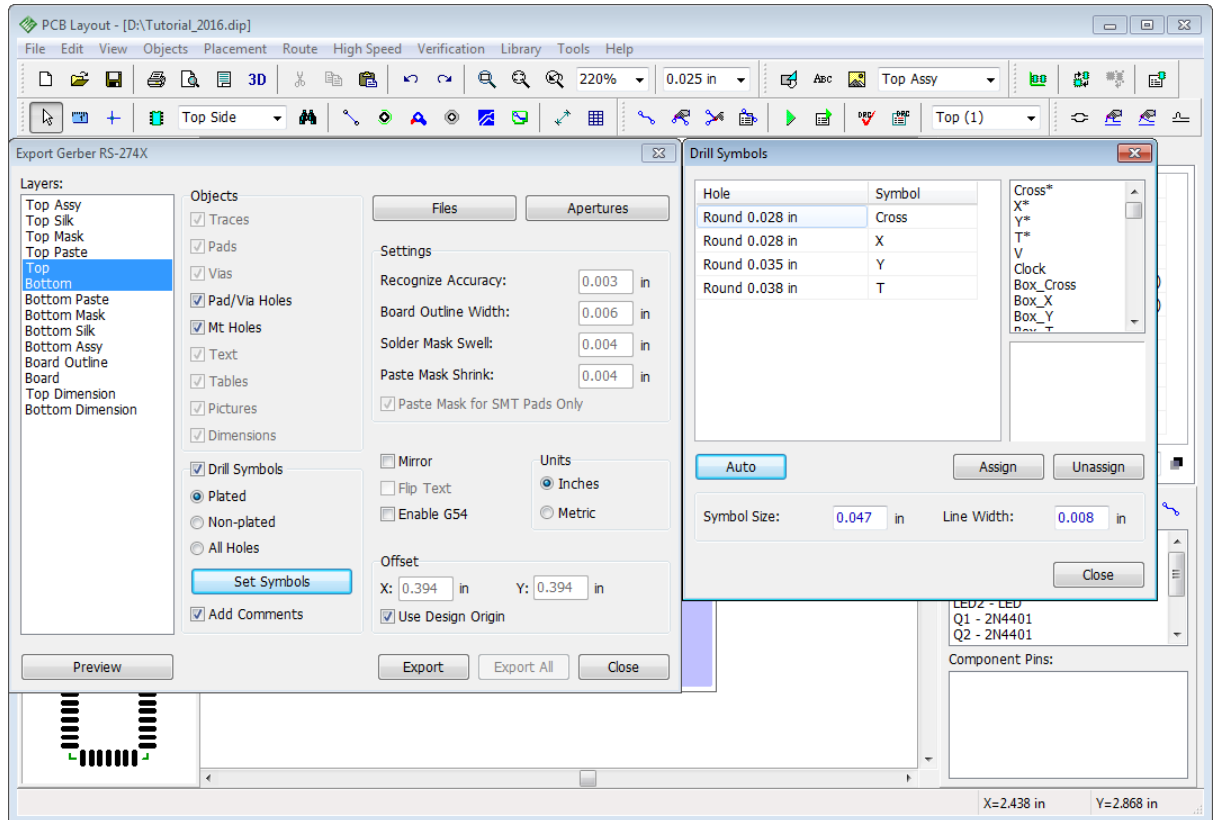 PCB Layout - [D:\Tutorial_2016.dip]
File Edit View Objects Placement Route High Speed Verification Library Tools Help
3D 220% 0.025 in ABC Top Assy
Top Side DRC DRC Top (1)
Export Gerber RS-274X
Layers:
Top Assy
Top Silk
Top Mask
Top Paste
Top
Bottom
Bottom Paste
Bottom Mask
Bottom Silk
Bottom Assy
Board Outline
Board
Top Dimension
Bottom Dimension
Preview
Objects
Traces
Pads
Vias
Pad/Via Holes
Mt Holes
Text
Tables
Pictures
Dimensions
Drill Symbols
Plated
Non-plated
All Holes
Set Symbols
Add Comments
Files Apertures
Settings
Recognize Accuracy: 0.003 in
Board Outline Width: 0.006 in
Solder Mask Swell: 0.004 in
Paste Mask Shrink: 0.004 in
Paste Mask for SMT Pads Only
Mirror
Flip Text
Enable G54
Units
Inches
Metric
Offset
X: 0.394 in Y: 0.394 in
Use Design Origin
Export Export All Close
Drill Symbols
Hole Symbol
Round 0.028 in Cross
Round 0.028 in X
Round 0.035 in Y
Round 0.038 in T
Cross*
X*
Y*
T*
V
Clock
Box_Cross
Box_X
Box_Y
Box_T
Auto Assign Unassign
Symbol Size: 0.047 in Line Width: 0.008 in
Close
LED2 - LED
Q1 - 2N4401
Q2 - 2N4401
Component Pins:
X=2.438 in Y=2.868 in